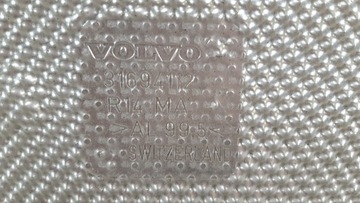 VOLVO
31694112
R14 MA
>Al 99.5<
SWITZERLAND